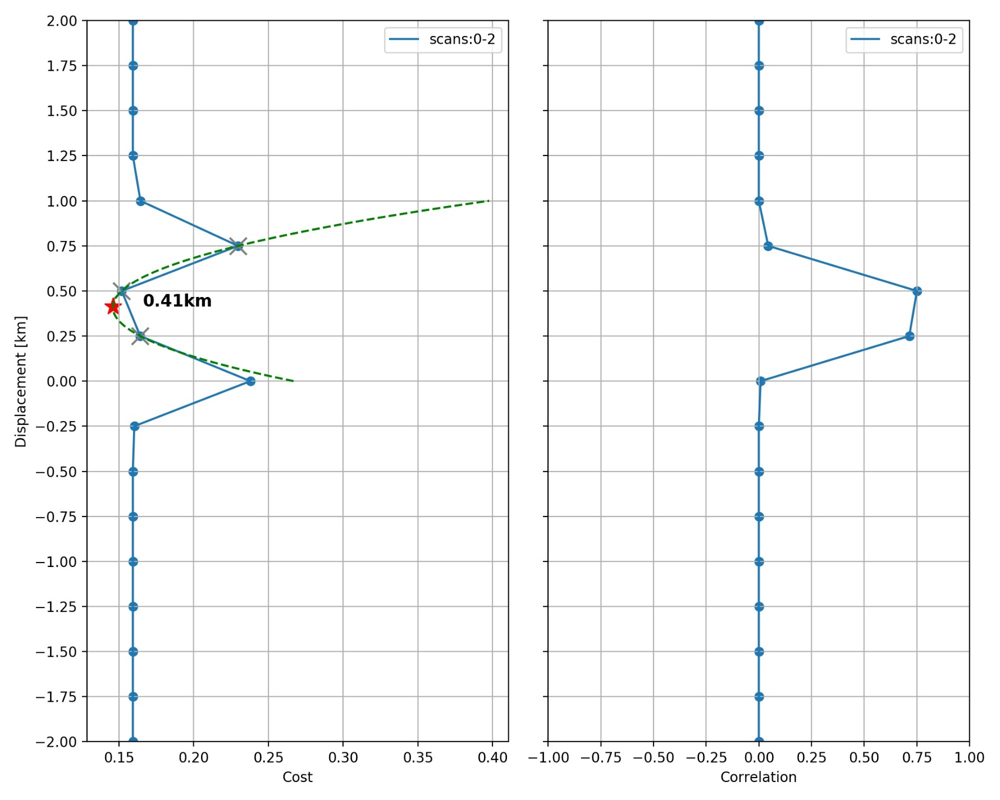 scans:0-2
0.41km
2.00
1.75
1.50
1.25
1.00
0.75
0.50
0.25
0.00
−0.25
−0.50
−0.75
−1.00
−1.25
−1.50
−1.75
−2.00
Displacement [km]
0.15 0.20 0.25 0.30 0.35 0.40
Cost
scans:0-2
−1.00 −0.75 −0.50 −0.25 0.00 0.25 0.50 0.75 1.00
Correlation